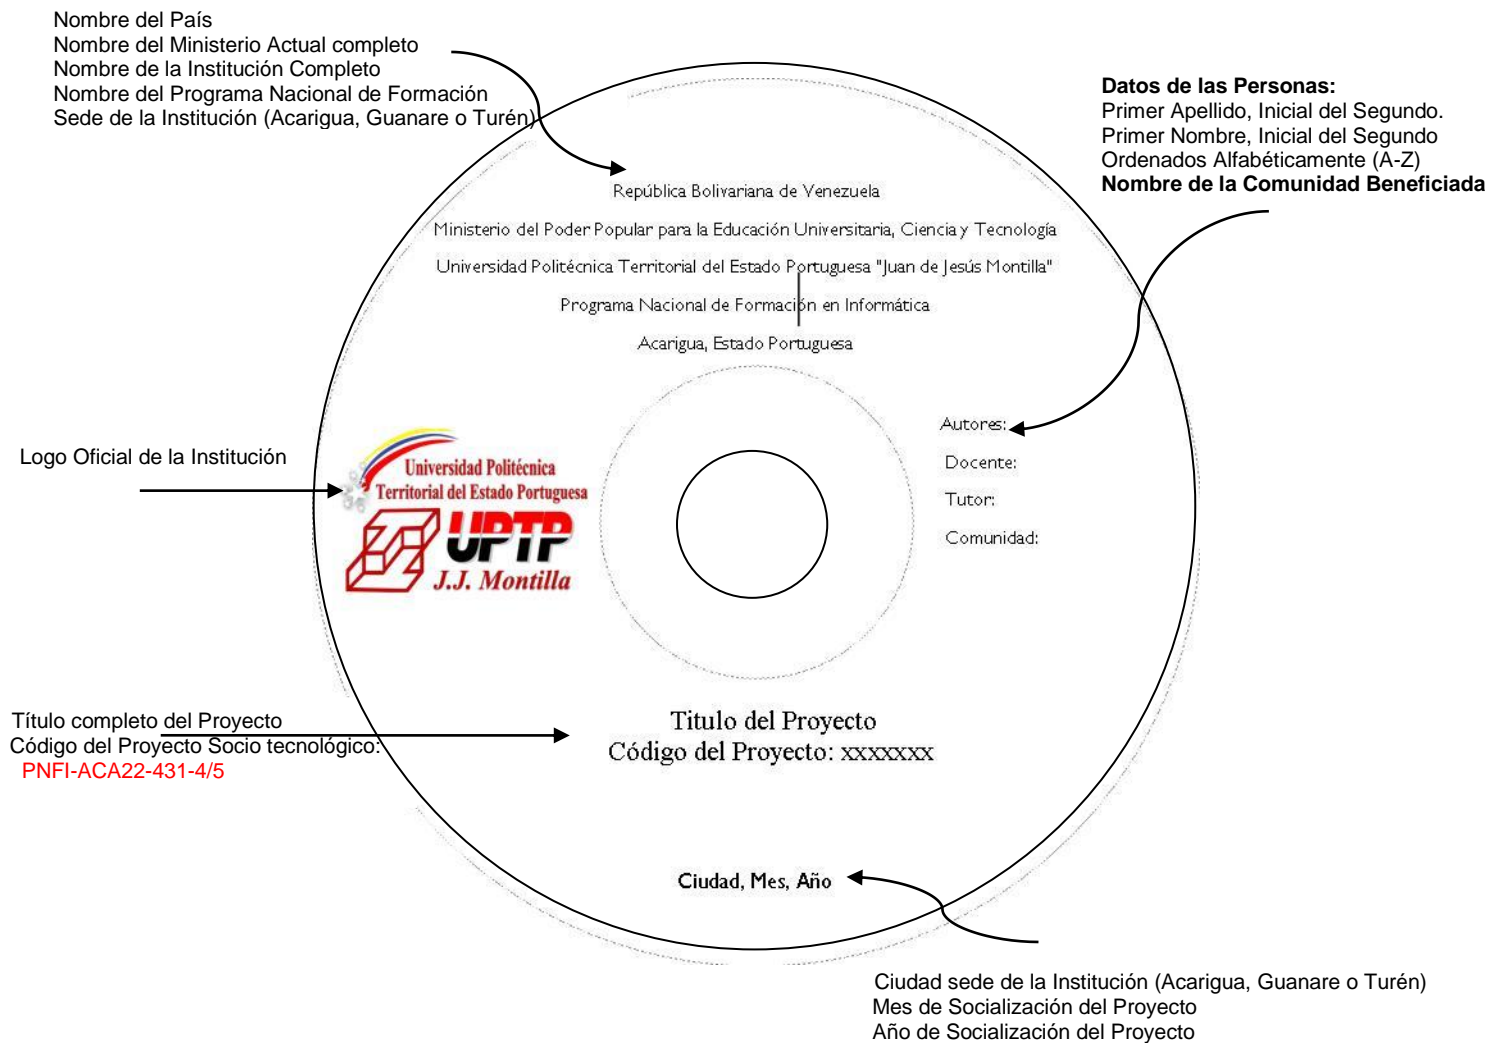 Nombre del País
Nombre del Ministerio Actual completo
Nombre de la Institución Completo
Nombre del Programa Nacional de Formación
Sede de la Institución (Acarigua, Guanare o Turén)
Datos de las Personas:
Primer Apellido, Inicial del Segundo.
Primer Nombre, Inicial del Segundo
Ordenados Alfabéticamente (A-Z)
Nombre de la Comunidad Beneficiada
República Bolivariana de Venezuela
Ministerio del Poder Popular para la Educación Universitaria, Ciencia y Tecnología
Universidad Politécnica Territorial del Estado Portuguesa "Juan de Jesús Montilla"
Programa Nacional de Formación en Informática
Acarigua, Estado Portuguesa
Autores:
Docente:
Tutor:
Comunidad:
Logo Oficial de la Institución
Universidad Politécnica
Territorial del Estado Portuguesa
UPTP
J.J. Montilla
Título completo del Proyecto
Código del Proyecto Socio tecnológico:
PNFI-ACA22-431-4/5
Titulo del Proyecto
Código del Proyecto: xxxxxxx
Ciudad, Mes, Año
Ciudad sede de la Institución (Acarigua, Guanare o Turén)
Mes de Socialización del Proyecto
Año de Socialización del Proyecto